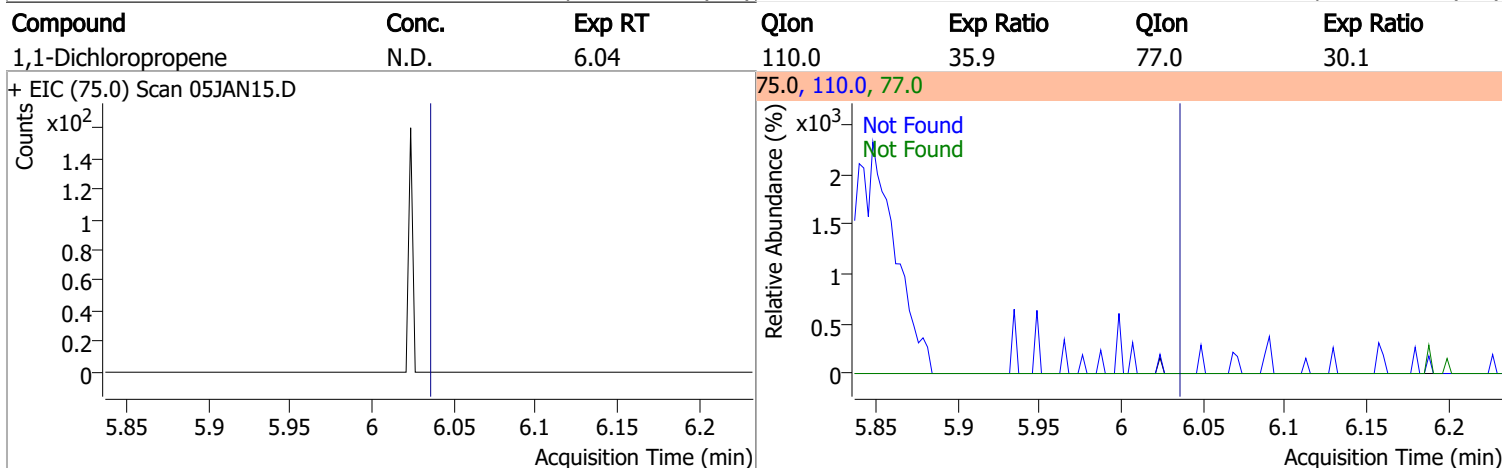 Compound Conc. Exp RT QIon Exp Ratio QIon Exp Ratio
1,1-Dichloropropene N.D. 6.04 110.0 35.9 77.0 30.1
+ EIC (75.0) Scan 05JAN15.D
Counts
x10²
1.4
1.2
1
0.8
0.6
0.4
0.2
0
5.85 5.9 5.95 6 6.05 6.1 6.15 6.2
Acquisition Time (min)
75.0, 110.0, 77.0
Relative Abundance (%)
x10³
Not Found
Not Found
2
1.5
1
0.5
0
5.85 5.9 5.95 6 6.05 6.1 6.15 6.2
Acquisition Time (min)